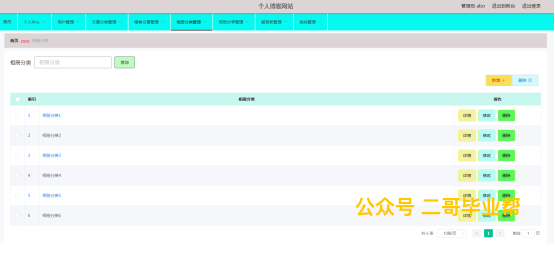 个人博客网站
管理员 abo 退出到前台 退出登录
首页 个人中心 用户管理 文章分类管理 博客文章管理 相册分类管理 相册分享管理 留言板管理 系统管理
首页 相册分类
相册分类 相册分类 查询
新增 删除
索引 相册分类 操作
1 相册分类1 详情 修改 删除
2 相册分类2 详情 修改 删除
3 相册分类3 详情 修改 删除
4 相册分类4 详情 修改 删除
5 相册分类5 详情 修改 删除
6 相册分类6 详情 修改 删除
公众号 二哥毕业帮
共 6 条 10条/页 1 前往 1 页